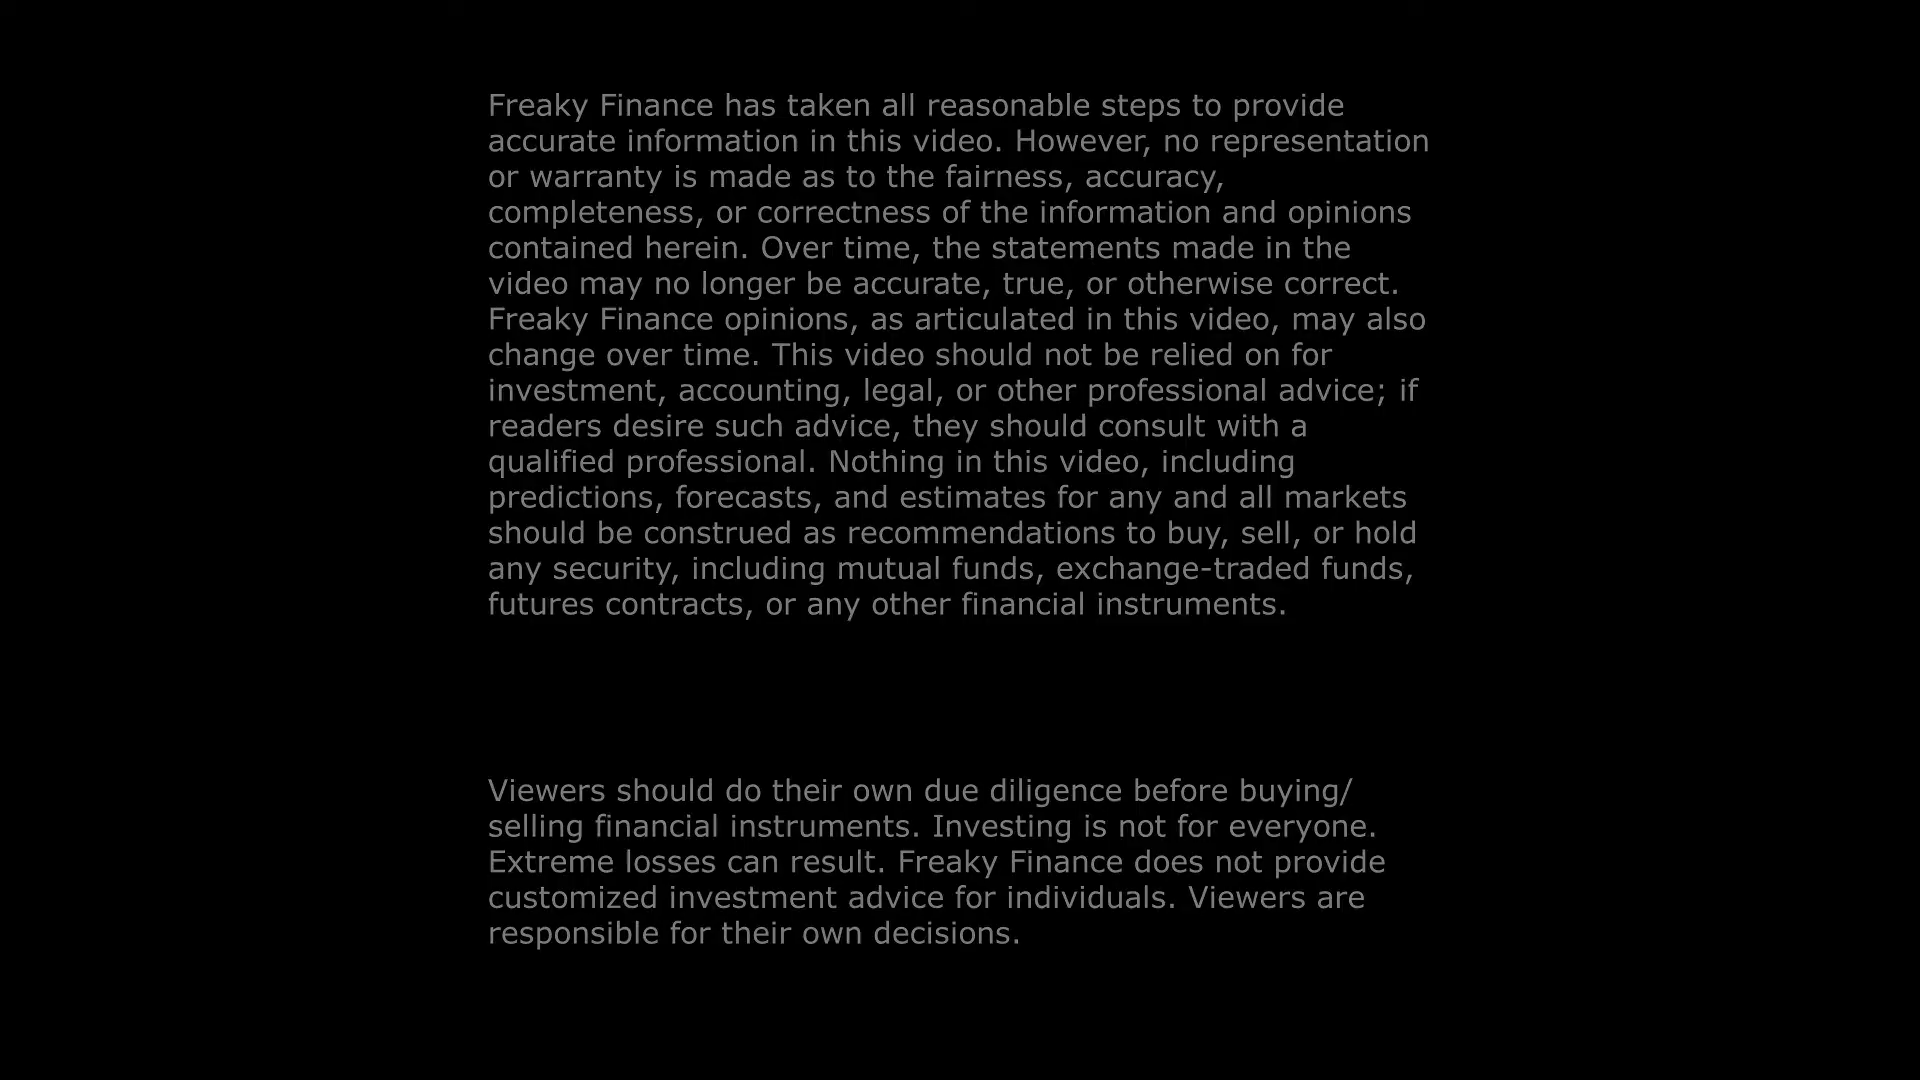 Freaky Finance has taken all reasonable steps to provide
accurate information in this video. However, no representation
or warranty is made as to the fairness, accuracy,
completeness, or correctness of the information and opinions
contained herein. Over time, the statements made in the
video may no longer be accurate, true, or otherwise correct.
Freaky Finance opinions, as articulated in this video, may also
change over time. This video should not be relied on for
investment, accounting, legal, or other professional advice; if
readers desire such advice, they should consult with a
qualified professional. Nothing in this video, including
predictions, forecasts, and estimates for any and all markets
should be construed as recommendations to buy, sell, or hold
any security, including mutual funds, exchange-traded funds,
futures contracts, or any other financial instruments.
Viewers should do their own due diligence before buying/
selling financial instruments. Investing is not for everyone.
Extreme losses can result. Freaky Finance does not provide
customized investment advice for individuals. Viewers are
responsible for their own decisions.